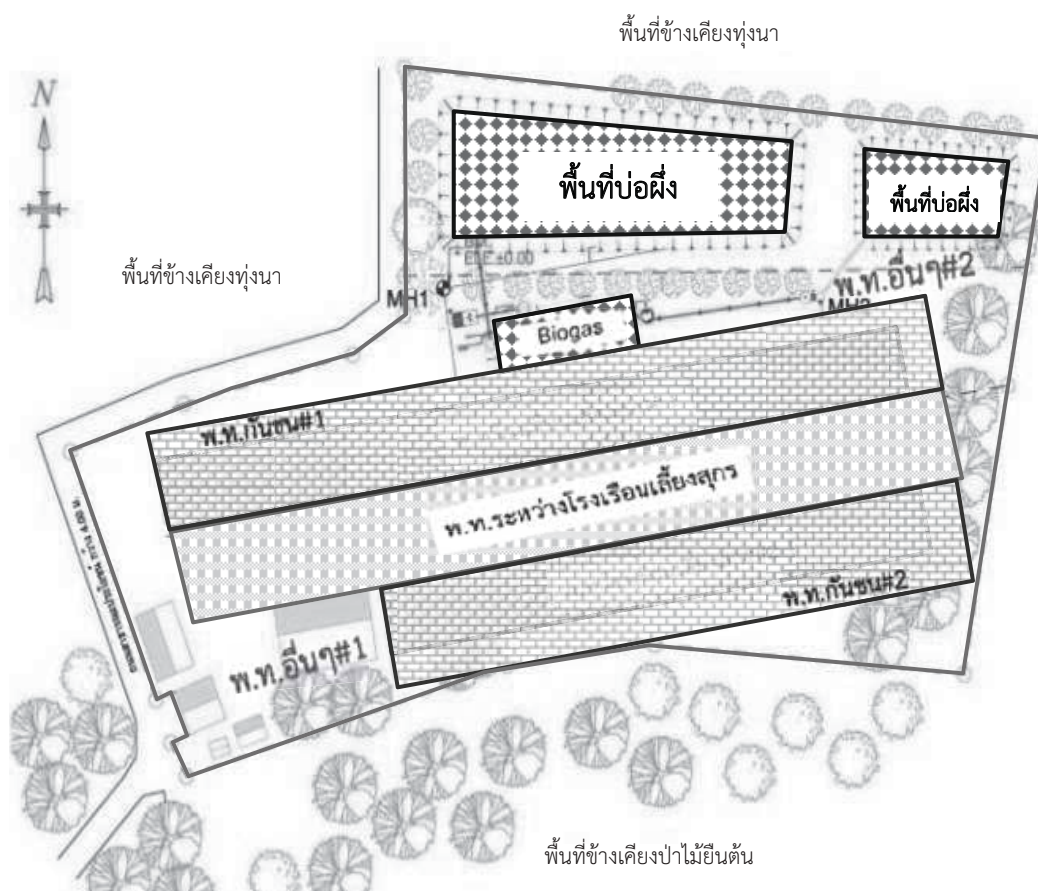 พื้นที่ข้างเคียงทุ่งนา
N
พื้นที่บ่อผึ่ง
พื้นที่บ่อผึ่ง
พื้นที่ข้างเคียงทุ่งนา
±0.00
พ.ท.อื่นๆ#2
MH1
Biogas
พ.ท.กันชน#1
พ.ท.ระหว่างโรงเรือนเลี้ยงสุกร
พ.ท.กันชน#2
พ.ท.อื่นๆ#1
พื้นที่ข้างเคียงป่าไม้ยืนต้น